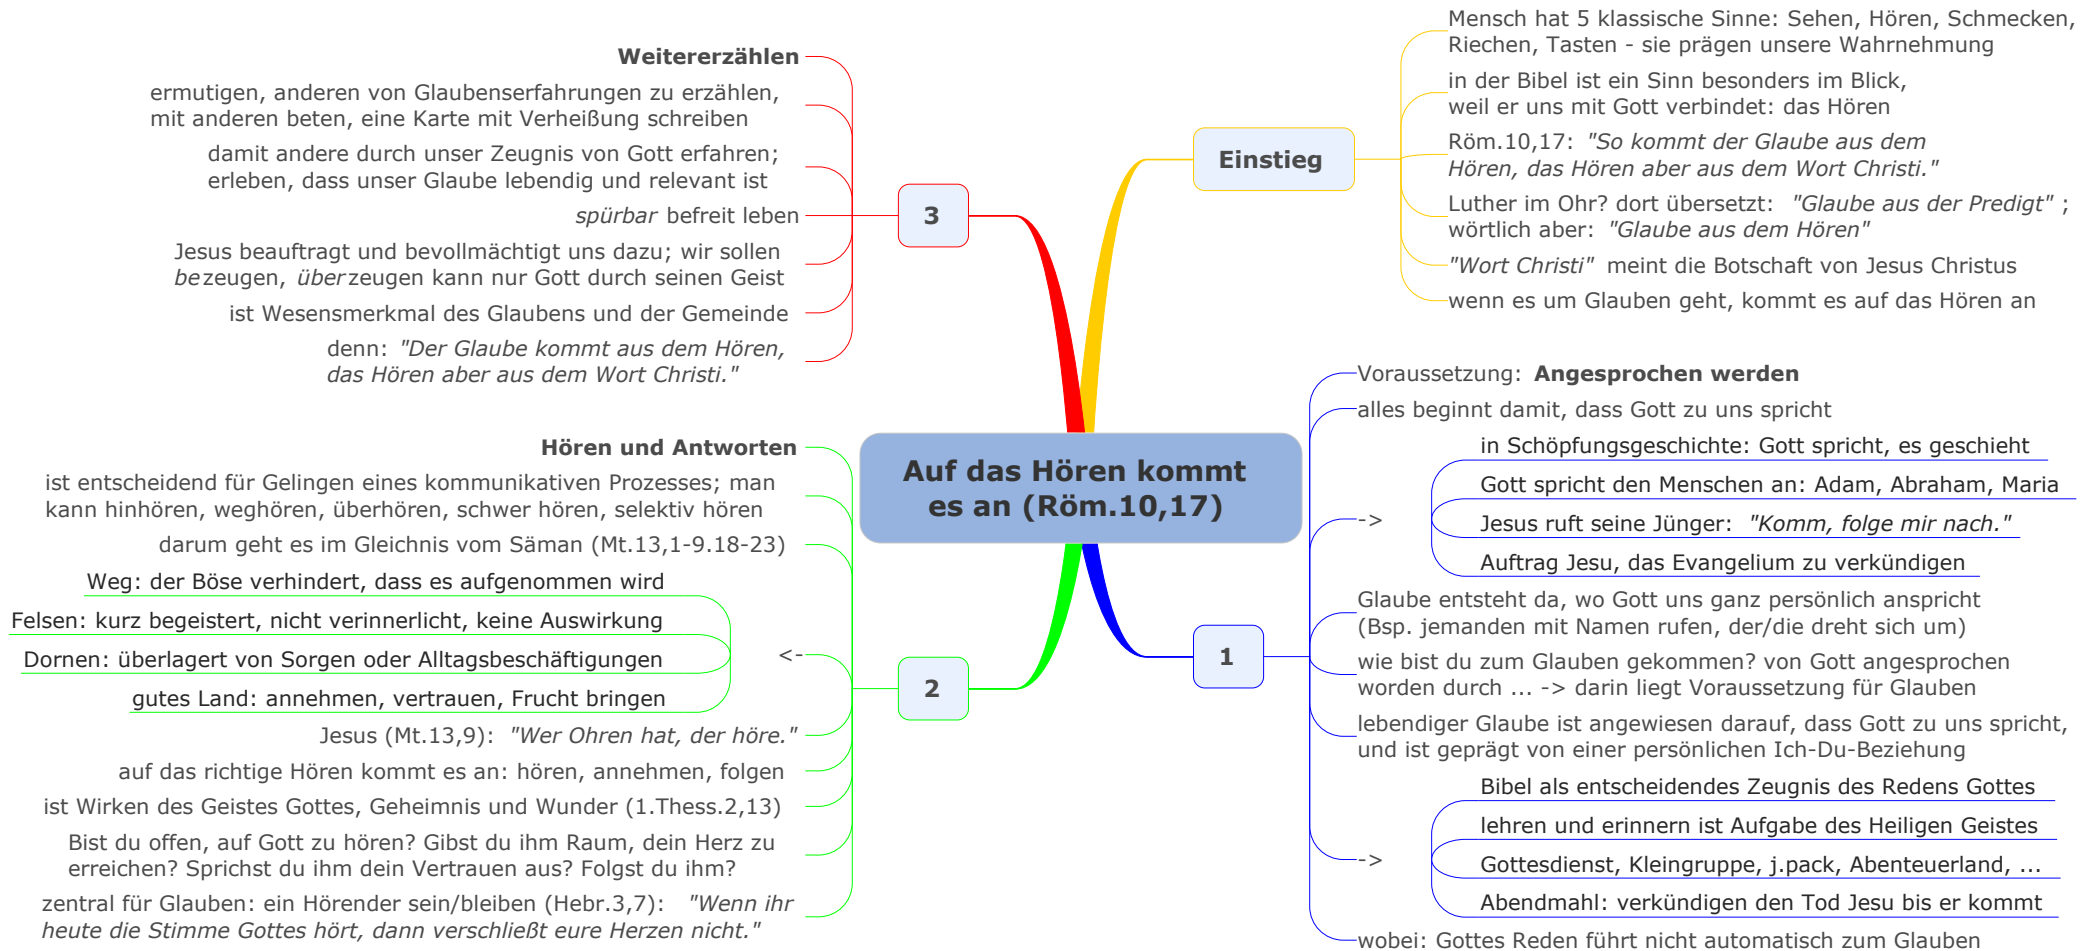 Auf das Hören kommt
es an (Röm.10,17)
Einstieg
Mensch hat 5 klassische Sinne: Sehen, Hören, Schmecken,
Riechen, Tasten - sie prägen unsere Wahrnehmung
in der Bibel ist ein Sinn besonders im Blick,
weil er uns mit Gott verbindet: das Hören
Röm.10,17: "So kommt der Glaube aus dem
Hören, das Hören aber aus dem Wort Christi."
Luther im Ohr? dort übersetzt: "Glaube aus der Predigt" ;
wörtlich aber: "Glaube aus dem Hören"
"Wort Christi" meint die Botschaft von Jesus Christus
wenn es um Glauben geht, kommt es auf das Hören an
1
Voraussetzung: Angesprochen werden
alles beginnt damit, dass Gott zu uns spricht
->
in Schöpfungsgeschichte: Gott spricht, es geschieht
Gott spricht den Menschen an: Adam, Abraham, Maria
Jesus ruft seine Jünger: "Komm, folge mir nach."
Auftrag Jesu, das Evangelium zu verkündigen
Glaube entsteht da, wo Gott uns ganz persönlich anspricht
(Bsp. jemanden mit Namen rufen, der/die dreht sich um)
wie bist du zum Glauben gekommen? von Gott angesprochen
worden durch ... -> darin liegt Voraussetzung für Glauben
lebendiger Glaube ist angewiesen darauf, dass Gott zu uns spricht,
und ist geprägt von einer persönlichen Ich-Du-Beziehung
->
Bibel als entscheidendes Zeugnis des Redens Gottes
lehren und erinnern ist Aufgabe des Heiligen Geistes
Gottesdienst, Kleingruppe, j.pack, Abenteuerland, ...
Abendmahl: verkündigen den Tod Jesu bis er kommt
wobei: Gottes Reden führt nicht automatisch zum Glauben
2
Hören und Antworten
ist entscheidend für Gelingen eines kommunikativen Prozesses; man
kann hinhören, weghören, überhören, schwer hören, selektiv hören
darum geht es im Gleichnis vom Säman (Mt.13,1-9.18-23)
<-
Weg: der Böse verhindert, dass es aufgenommen wird
Felsen: kurz begeistert, nicht verinnerlicht, keine Auswirkung
Dornen: überlagert von Sorgen oder Alltagsbeschäftigungen
gutes Land: annehmen, vertrauen, Frucht bringen
Jesus (Mt.13,9): "Wer Ohren hat, der höre."
auf das richtige Hören kommt es an: hören, annehmen, folgen
ist Wirken des Geistes Gottes, Geheimnis und Wunder (1.Thess.2,13)
Bist du offen, auf Gott zu hören? Gibst du ihm Raum, dein Herz zu
erreichen? Sprichst du ihm dein Vertrauen aus? Folgst du ihm?
zentral für Glauben: ein Hörender sein/bleiben (Hebr.3,7): "Wenn ihr
heute die Stimme Gottes hört, dann verschließt eure Herzen nicht."
3
Weitererzählen
ermutigen, anderen von Glaubenserfahrungen zu erzählen,
mit anderen beten, eine Karte mit Verheißung schreiben
damit andere durch unser Zeugnis von Gott erfahren;
erleben, dass unser Glaube lebendig und relevant ist
spürbar befreit leben
Jesus beauftragt und bevollmächtigt uns dazu; wir sollen
bezeugen, überzeugen kann nur Gott durch seinen Geist
ist Wesensmerkmal des Glaubens und der Gemeinde
denn: "Der Glaube kommt aus dem Hören,
das Hören aber aus dem Wort Christi."